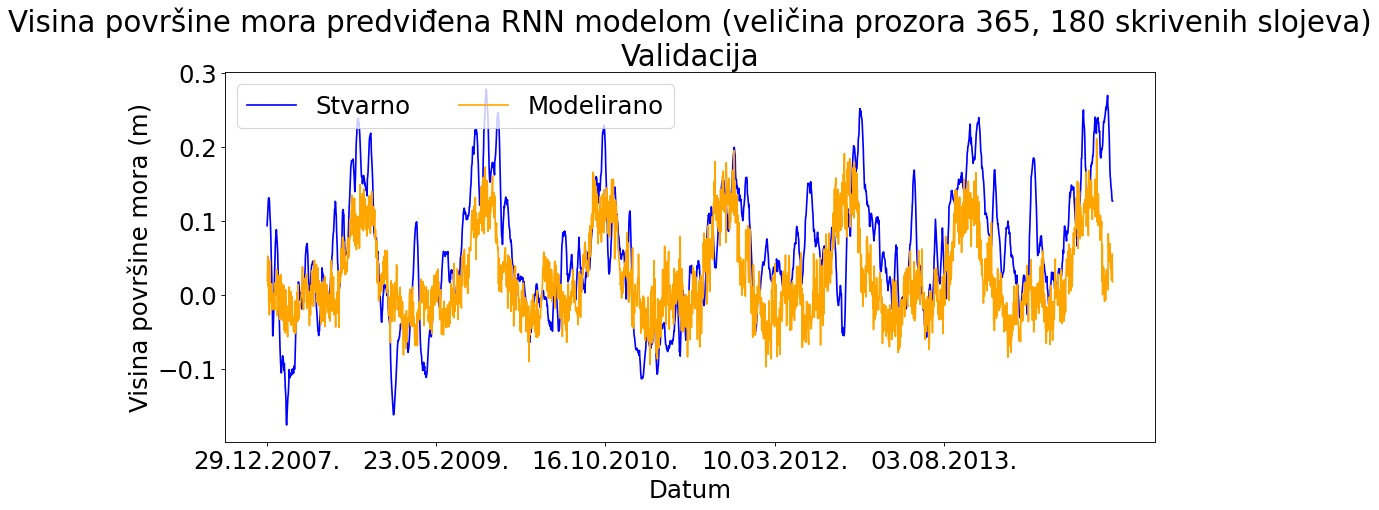 Visina površine mora predviđena RNN modelom (veličina prozora 365, 180 skrivenih slojeva)
Validacija
Stvarno
Modelirano
Visina površine mora (m)
0.3
0.2
0.1
0.0
−0.1
29.12.2007.
23.05.2009.
16.10.2010.
10.03.2012.
03.08.2013.
Datum